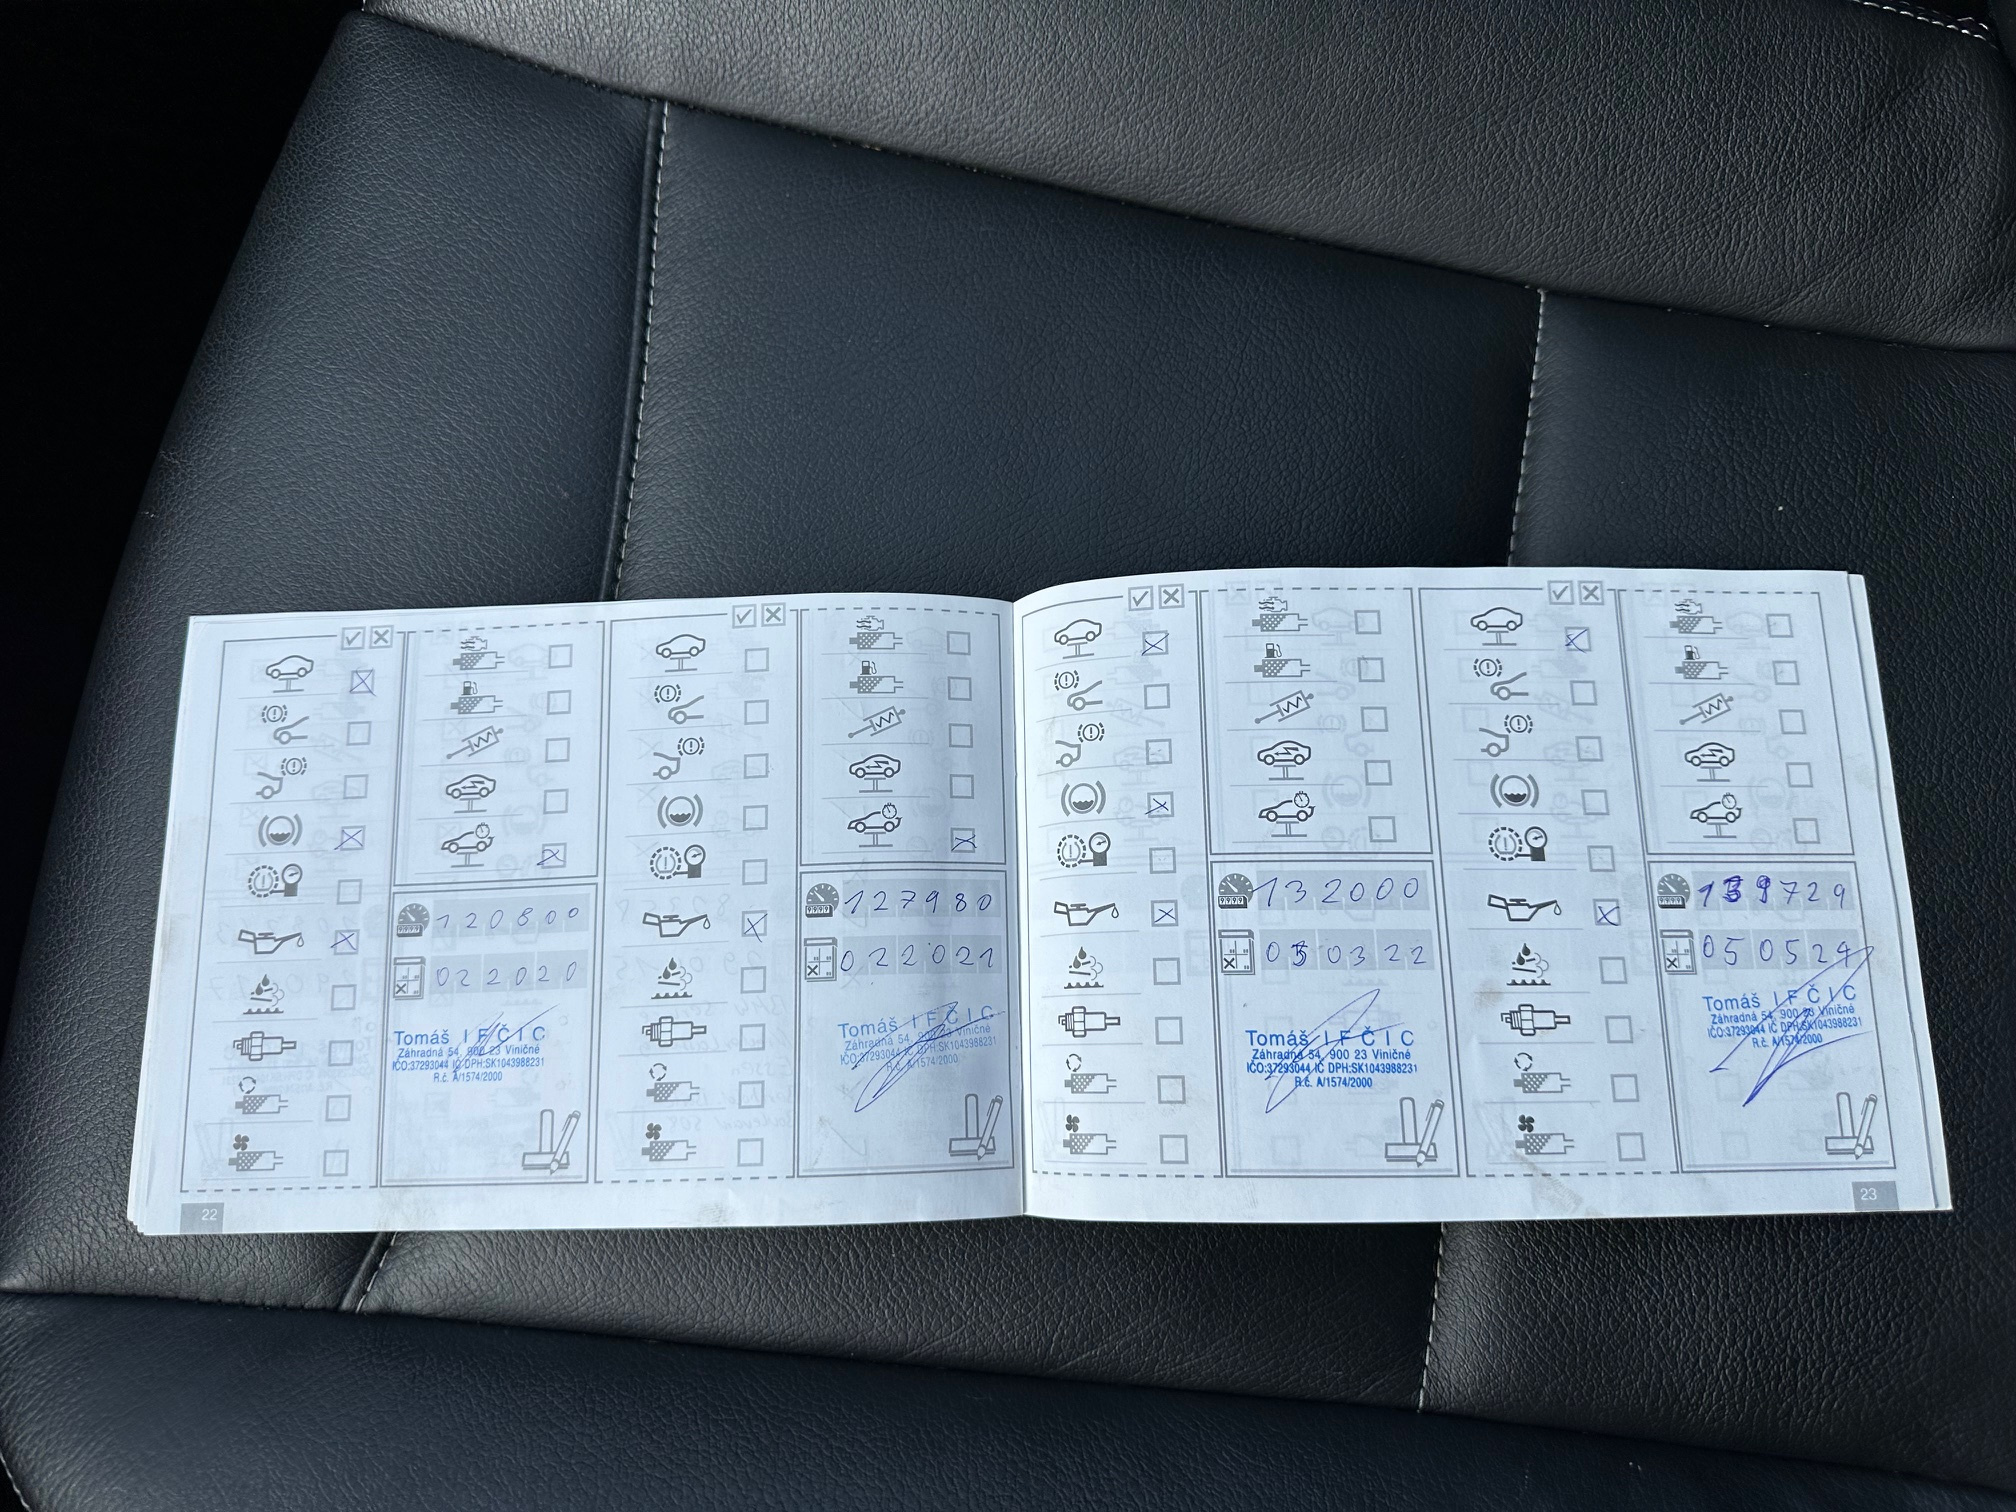 120800
022020
Tomáš IFČIC
Záhradná 54, 900 23 Viničné
IČO:37293044 IČ DPH:SK1043988231
R.č. A/1574/2000
22
127980
022021
Tomáš IFČIC
Záhradná 54, 900 23 Viničné
IČO:37293044 IČ DPH:SK1043988231
R.č. A/1574/2000
132000
030322
Tomáš IFČIC
Záhradná 54, 900 23 Viničné
IČO:37293044 IČ DPH:SK1043988231
R.č. A/1574/2000
139729
050524
Tomáš IFČIC
Záhradná 54, 900 23 Viničné
IČO:37293044 IČ DPH:SK1043988231
R.č. A/1574/2000
23